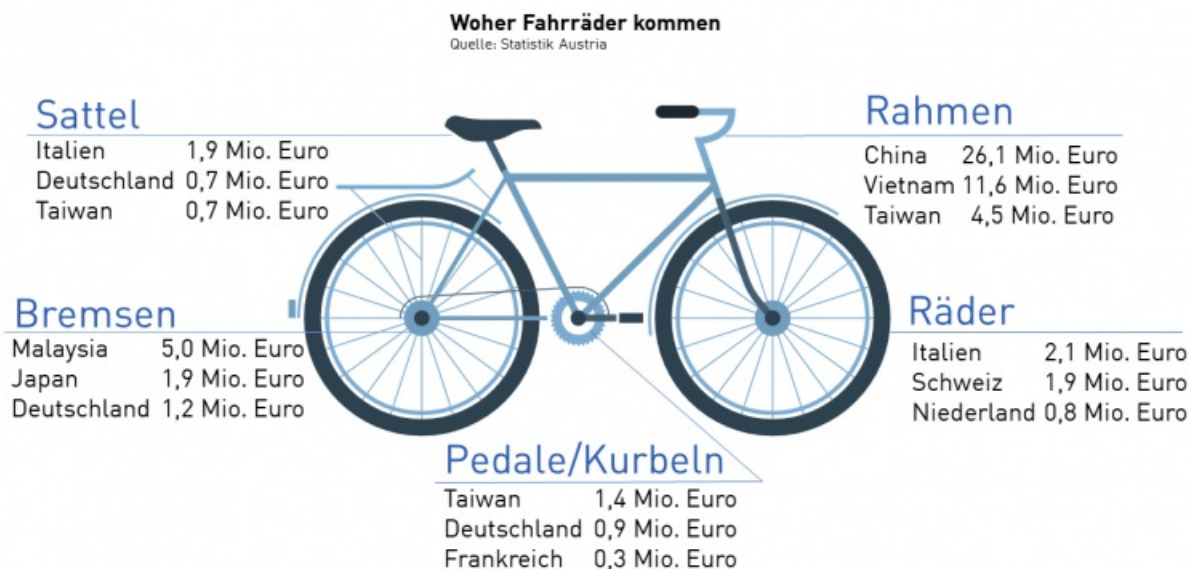 Woher Fahrräder kommen
Quelle: Statistik Austria
Sattel
Italien 1,9 Mio. Euro
Deutschland 0,7 Mio. Euro
Taiwan 0,7 Mio. Euro
Rahmen
China 26,1 Mio. Euro
Vietnam 11,6 Mio. Euro
Taiwan 4,5 Mio. Euro
Bremsen
Malaysia 5,0 Mio. Euro
Japan 1,9 Mio. Euro
Deutschland 1,2 Mio. Euro
Räder
Italien 2,1 Mio. Euro
Schweiz 1,9 Mio. Euro
Niederland 0,8 Mio. Euro
Pedale/Kurbeln
Taiwan 1,4 Mio. Euro
Deutschland 0,9 Mio. Euro
Frankreich 0,3 Mio. Euro